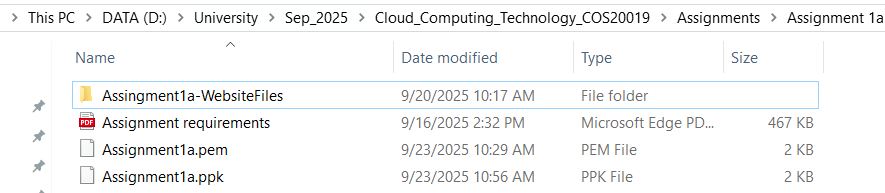 > This PC > DATA (D:) > University > Sep_2025 > Cloud_Computing_Technology_COS20019 > Assignments > Assignment 1a
Name Date modified Type Size
Assingment1a-WebsiteFiles 9/20/2025 10:17 AM File folder
PDF Assignment requirements 9/16/2025 2:32 PM Microsoft Edge PD... 467 KB
Assignment1a.pem 9/23/2025 10:29 AM PEM File 2 KB
Assignment1a.ppk 9/23/2025 10:56 AM PPK File 2 KB